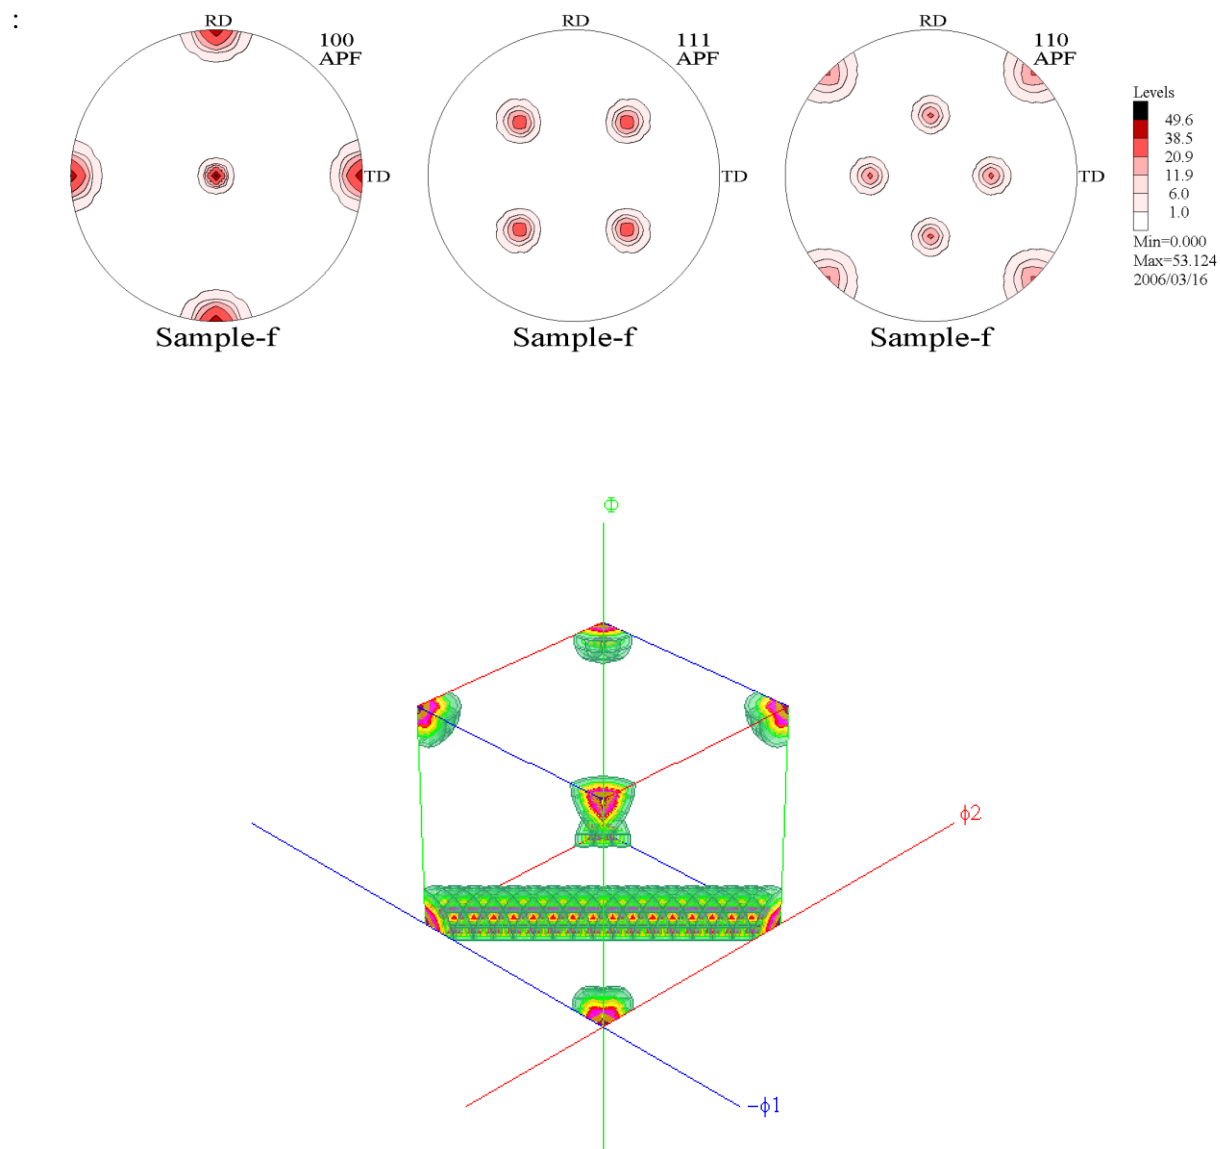 :
RD
100
APF
TD
Sample-f
RD
111
APF
TD
Sample-f
RD
110
APF
TD
Sample-f
Levels
49.6
38.5
20.9
11.9
6.0
1.0
Min=0.000
Max=53.124
2006/03/16
Φ
ϕ2
−ϕ1